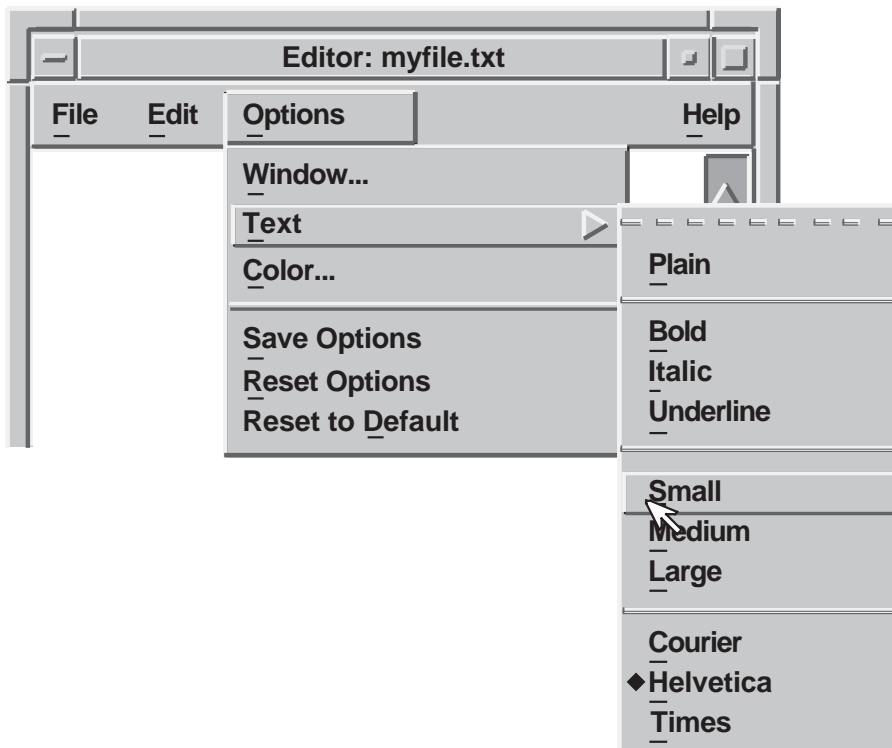 Editor: myfile.txt
File Edit Options Help
Window...
Text
Color...
Save Options
Reset Options
Reset to Default
Plain
Bold
Italic
Underline
Small
Medium
Large
Courier
Helvetica
Times